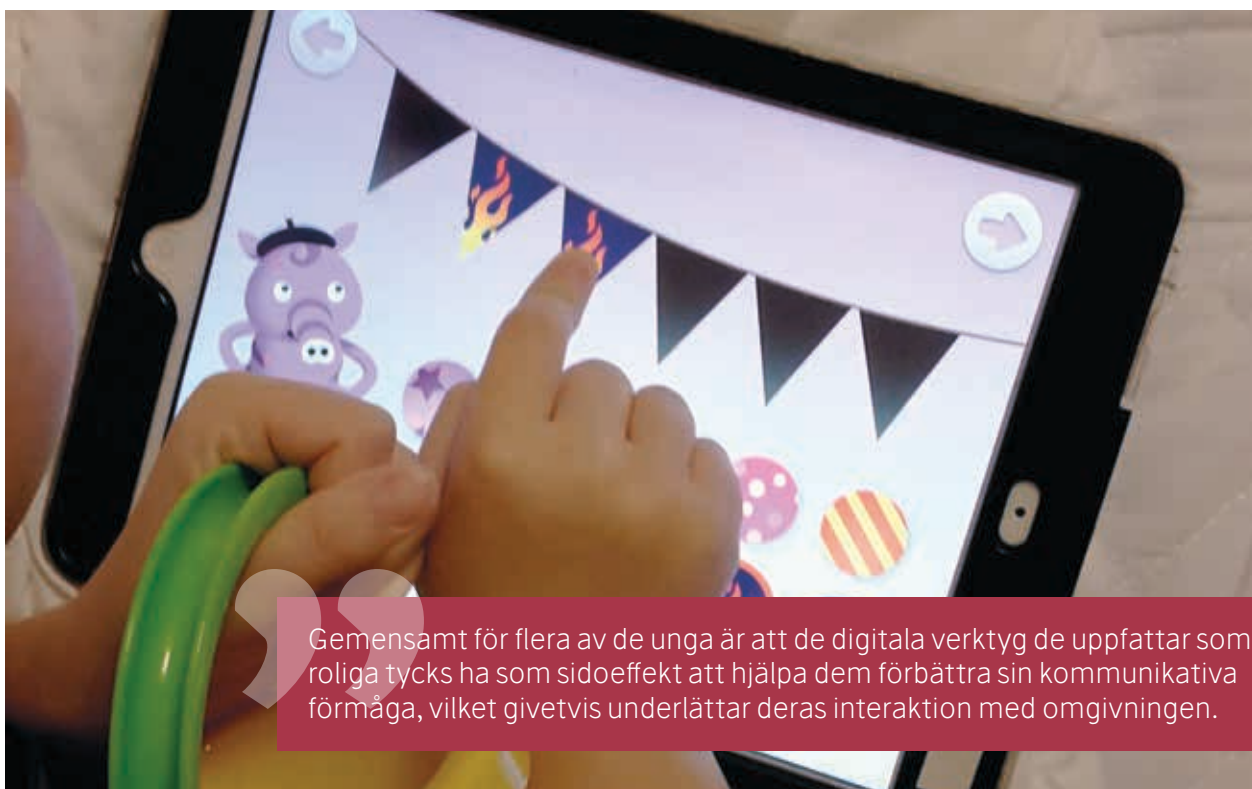 Gemensamt för flera av de unga är att de digitala verktyg de uppfattar som
roliga tycks ha som sidoeffekt att hjälpa dem förbättra sin kommunikativa
förmåga, vilket givetvis underlättar deras interaktion med omgivningen.